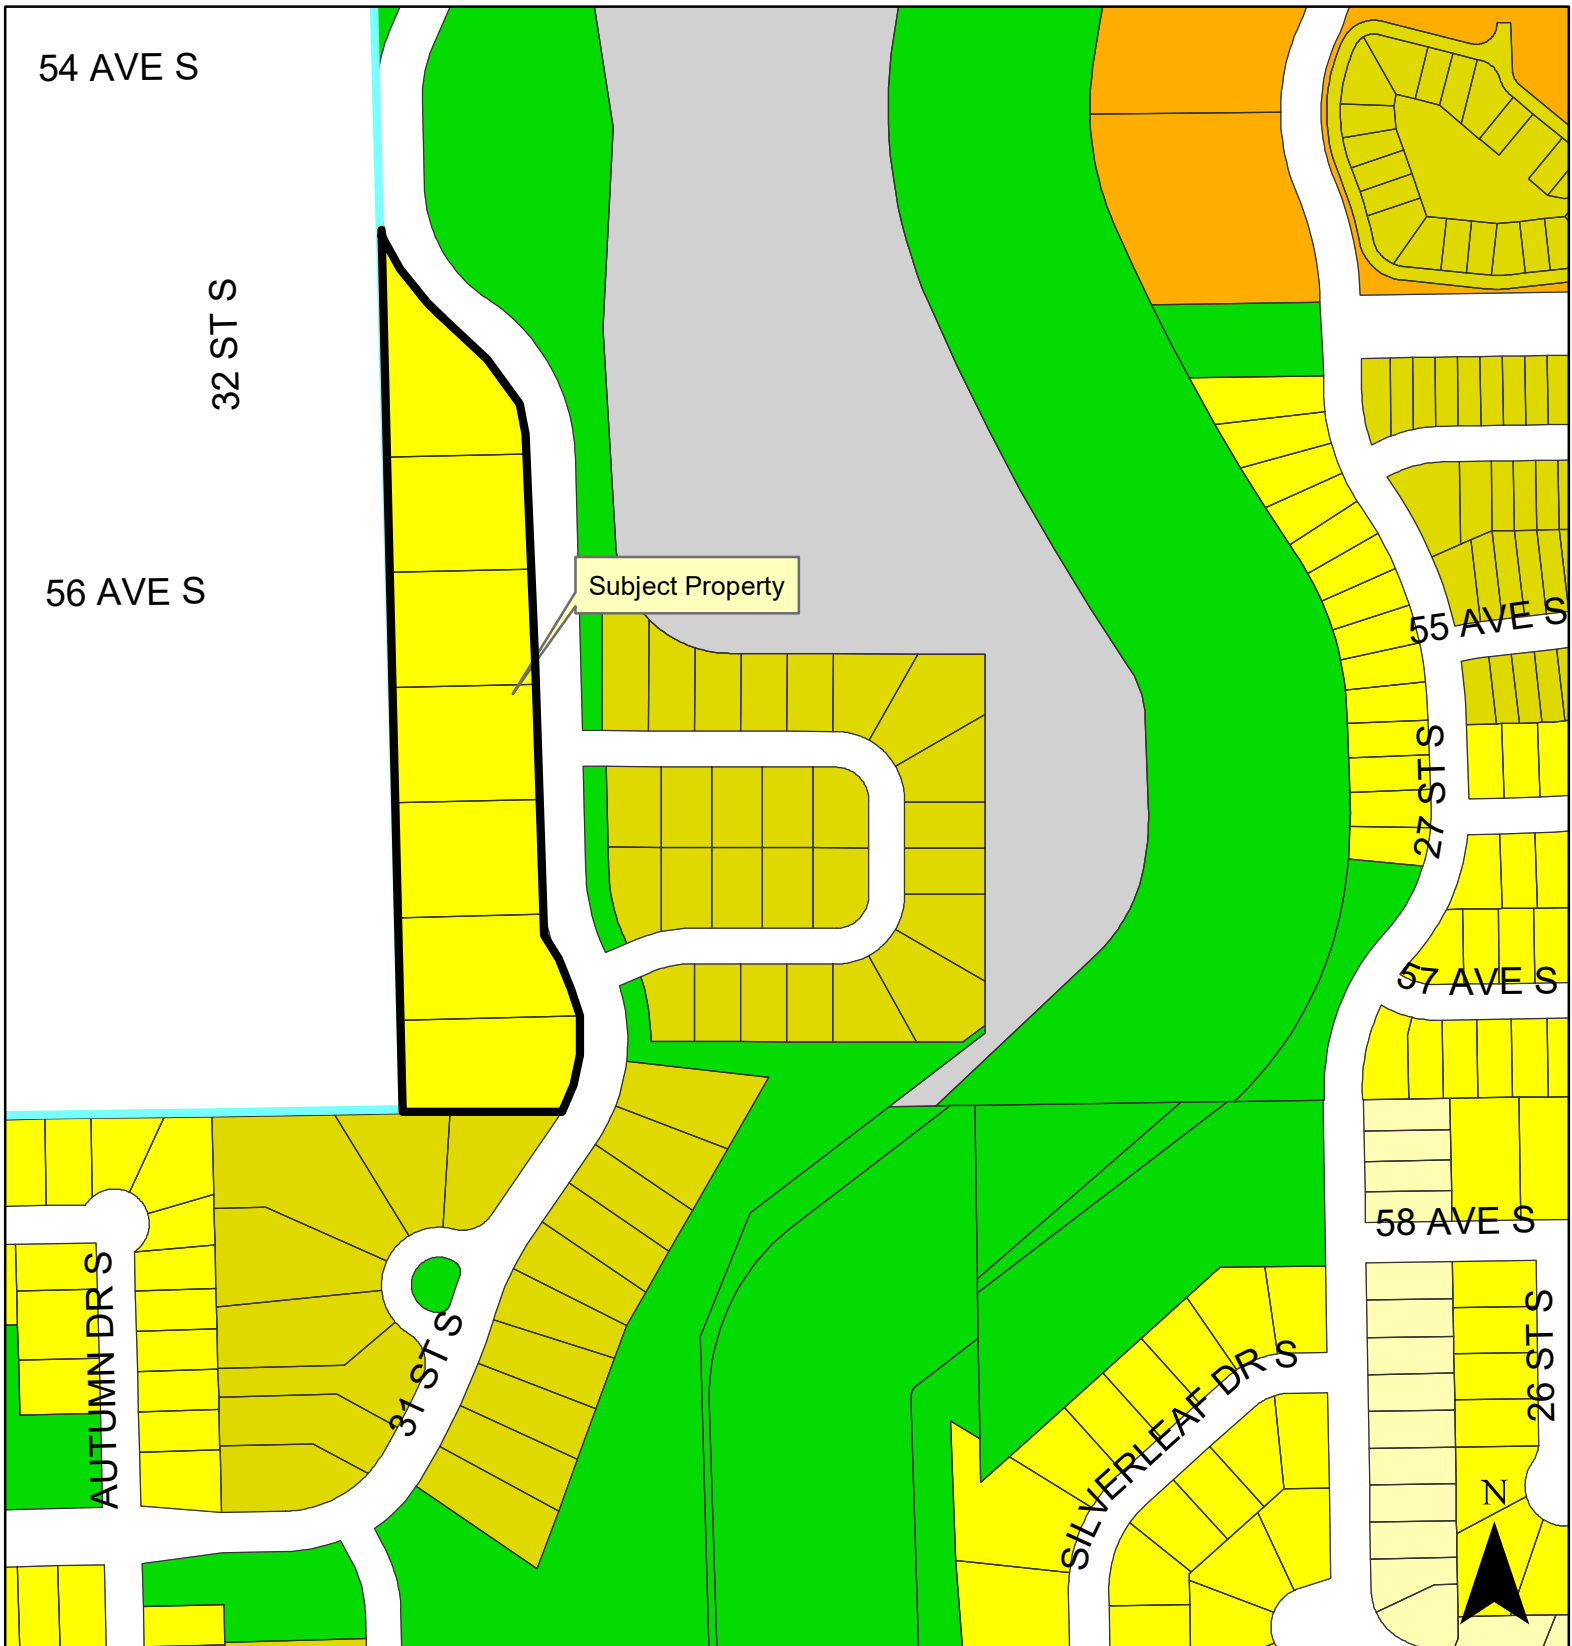 54 AVE S
32 ST S
56 AVE S
Subject Property
55 AVE S
27 ST S
57 AVE S
58 AVE S
AUTUMN DR S
31 ST S
SILVERLEAF DR S
26 ST S
N